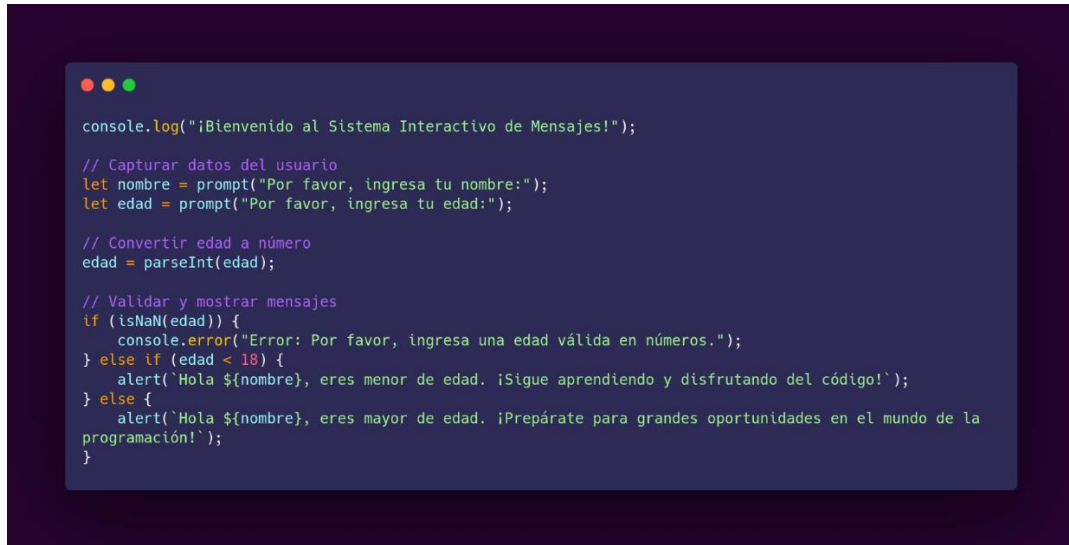 console.log("¡Bienvenido al Sistema Interactivo de Mensajes!");
// Capturar datos del usuario
let nombre = prompt("Por favor, ingresa tu nombre:");
let edad = prompt("Por favor, ingresa tu edad:");
// Convertir edad a número
edad = parseInt(edad);
// Validar y mostrar mensajes
if (isNaN(edad)) {
    console.error("Error: Por favor, ingresa una edad válida en números.");
} else if (edad < 18) {
    alert(`Hola ${nombre}, eres menor de edad. ¡Sigue aprendiendo y disfrutando del código!`);
} else {
    alert(`Hola ${nombre}, eres mayor de edad. ¡Prepárate para grandes oportunidades en el mundo de la
programación!`);
}